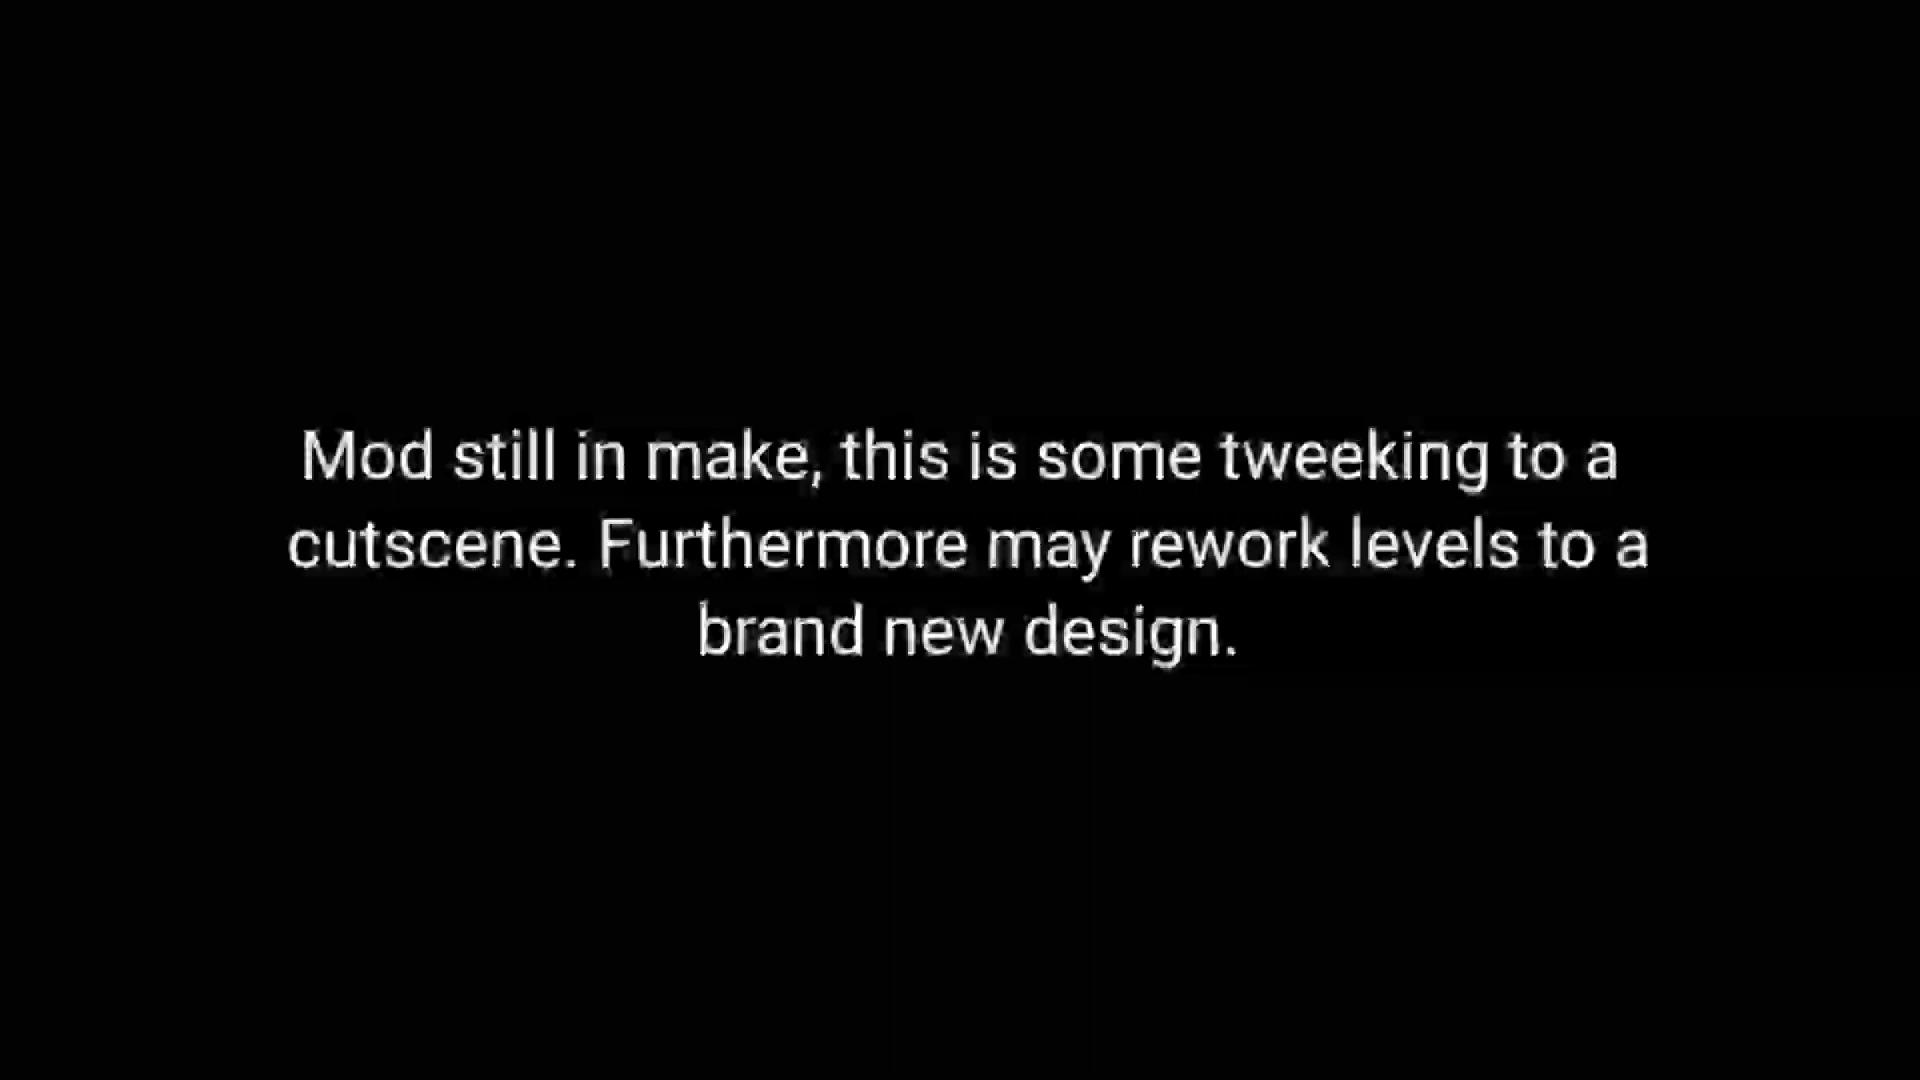 Mod still in make, this is some tweeking to a
cutscene. Furthermore may rework levels to a
brand new design.